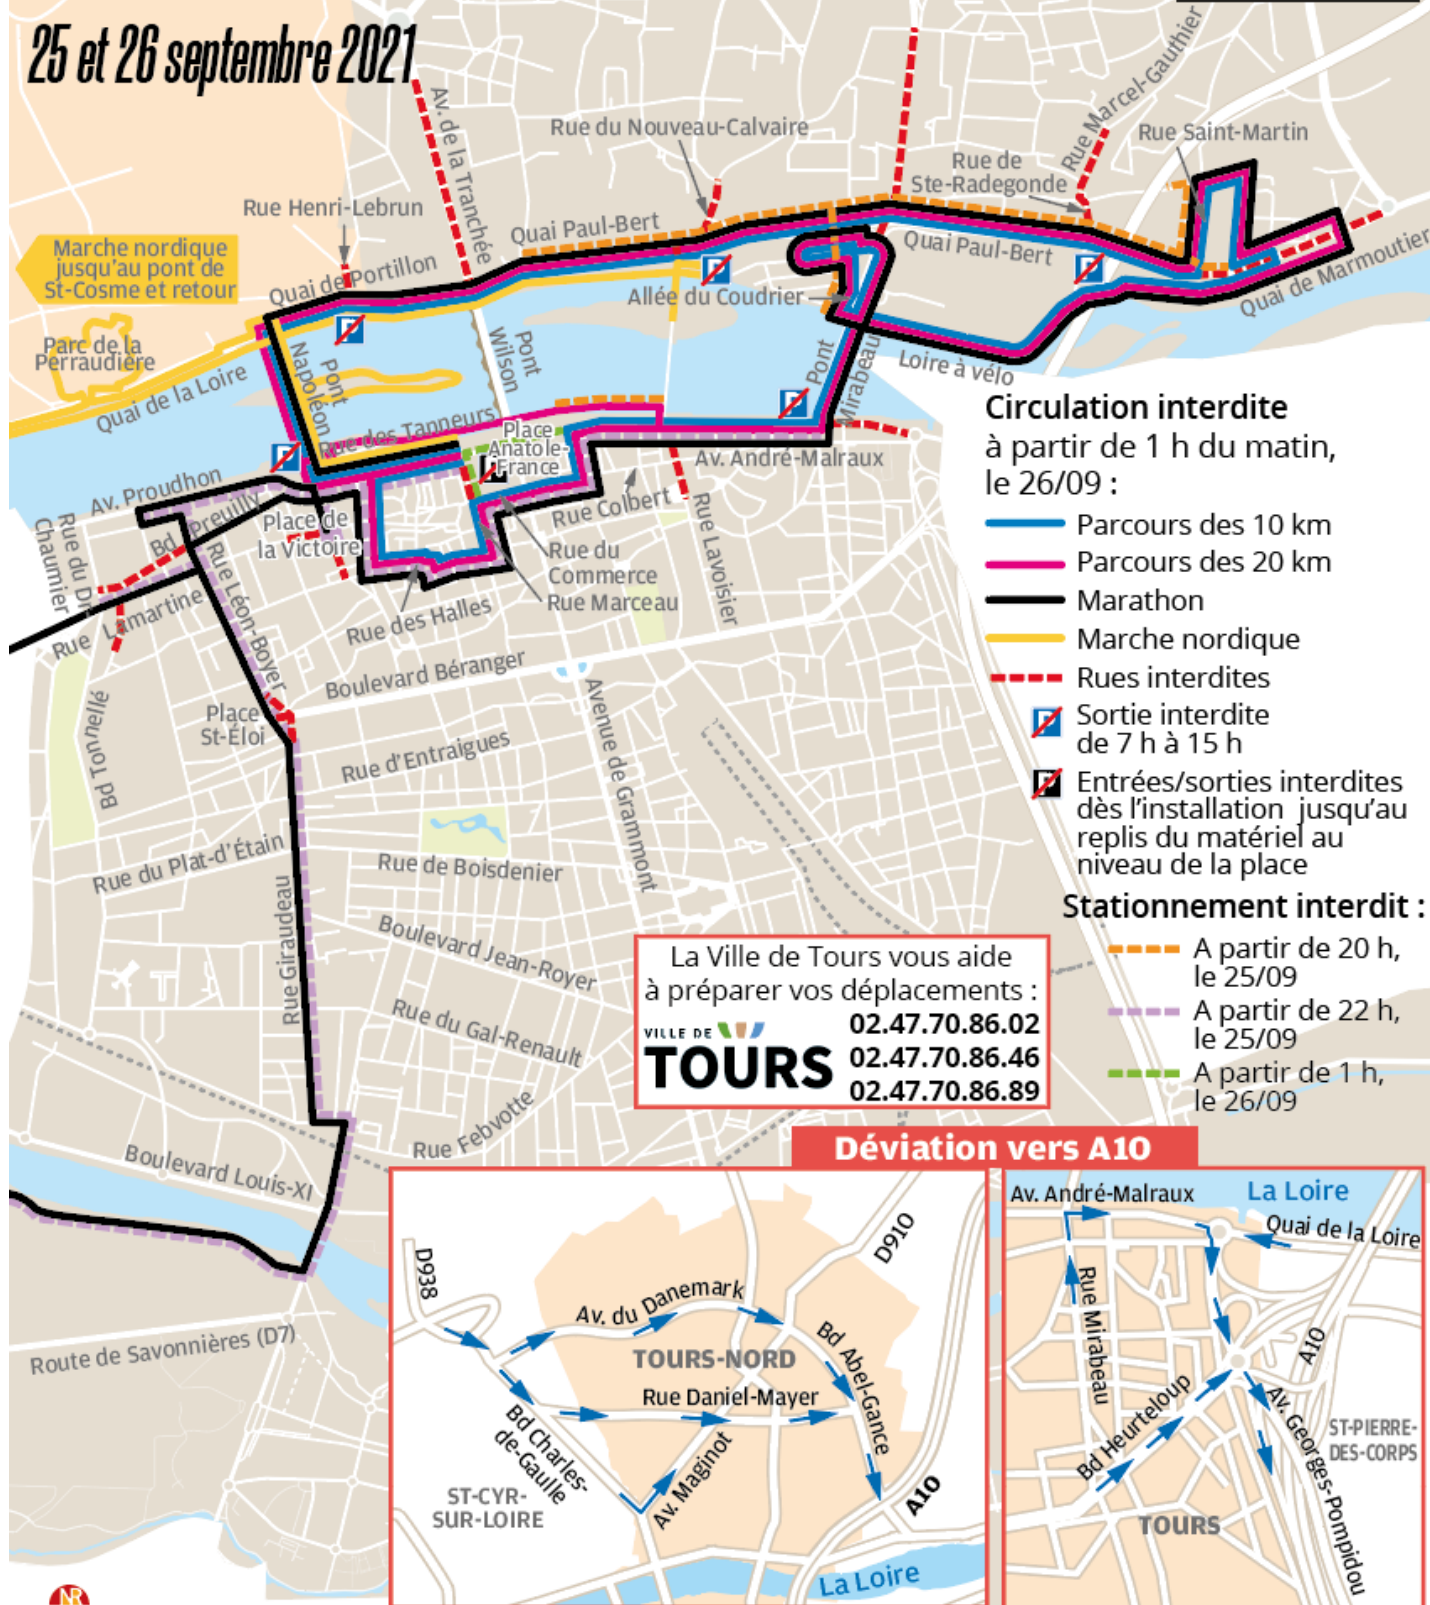 25 et 26 septembre 2021
Av. de la Tranchée
Rue du Nouveau-Calvaire
Rue Marcel-Gauthier
Rue Saint-Martin
Rue de
Ste-Radegonde
Rue Henri-Lebrun
Quai Paul-Bert
Quai Paul-Bert
Marche nordique
jusqu'au pont de
St-Cosme et retour
Quai de Portillon
Allée du Coudrier
Quai de Marmoutier
Parc de la
Perraudière
Quai de la Loire
Pont
Napoléon
Pont
Wilson
Pont
Mirabeau
Loire à vélo
Rue des Tanneurs
Place
Anatole-
France
Av. André-Malraux
Av. Proudhon
Bd Preuilly
Place de
la Victoire
Rue Colbert
Rue Lavoisier
Rue du Dr
Chaumier
Rue Lamartine
Rue Léon-Boyer
Rue du
Commerce
Rue Marceau
Rue des Halles
Boulevard Béranger
Bd Tonnellé
Place
St-Éloi
Rue d'Entraigues
Avenue de Grammont
Rue du Plat-d'Étain
Rue de Boisdenier
Rue Giraudeau
Boulevard Jean-Royer
Rue du Gal-Renault
Rue Febvotte
Boulevard Louis-XI
Route de Savonnières (D7)
Circulation interdite
à partir de 1 h du matin,
le 26/09 :
Parcours des 10 km
Parcours des 20 km
Marathon
Marche nordique
Rues interdites
P
Sortie interdite
de 7 h à 15 h
P
Entrées/sorties interdites
dès l'installation jusqu'au
replis du matériel au
niveau de la place
Stationnement interdit :
A partir de 20 h,
le 25/09
A partir de 22 h,
le 25/09
A partir de 1 h,
le 26/09
La Ville de Tours vous aide
à préparer vos déplacements :
VILLE DE
TOURS
02.47.70.86.02
02.47.70.86.46
02.47.70.86.89
Déviation vers A10
D938
D910
Av. du Danemark
TOURS-NORD
Bd Abel-Gance
Rue Daniel-Mayer
Bd Charles-
de-Gaulle
Av. Maginot
ST-CYR-
SUR-LOIRE
A10
La Loire
Av. André-Malraux
La Loire
Quai de la Loire
Rue Mirabeau
A10
Bd Heurteloup
Av. Georges-Pompidou
ST-PIERRE-
DES-CORPS
TOURS
NR